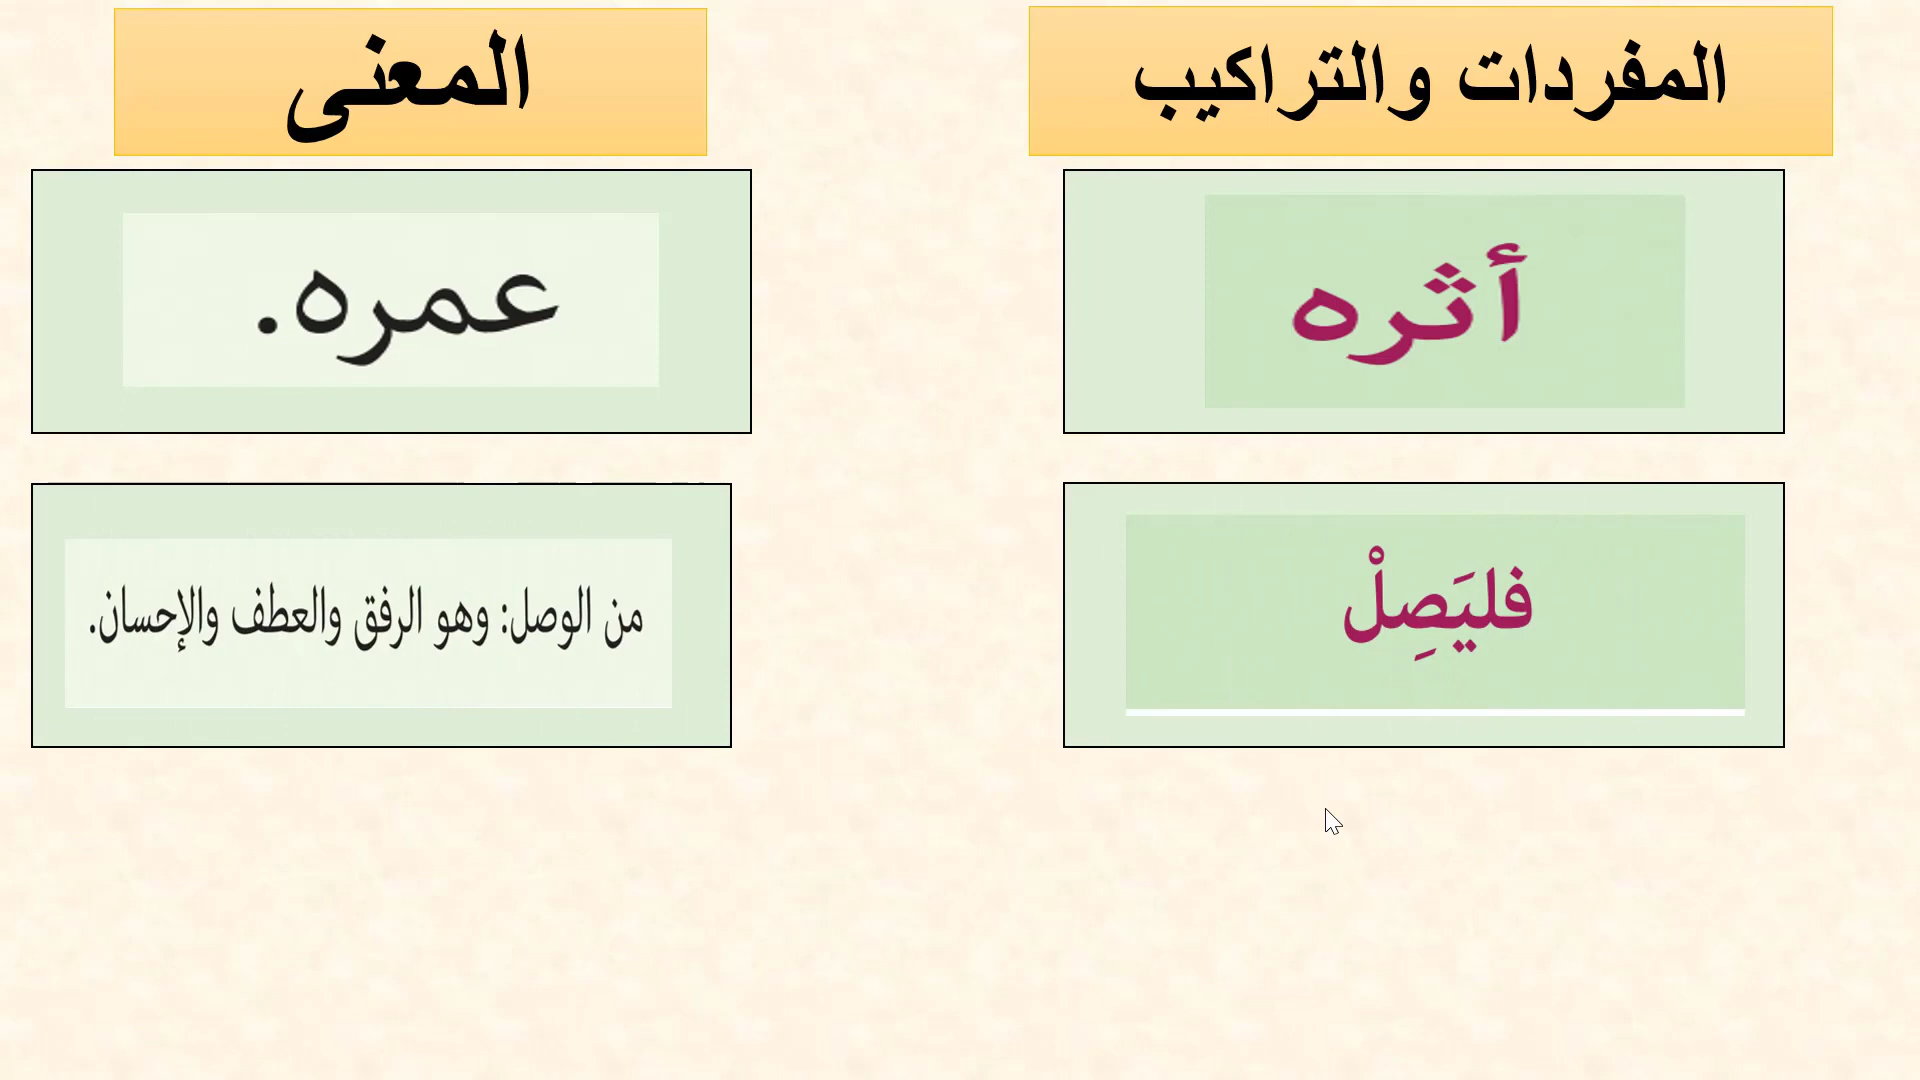 المفردات والتراكيب
المعنى
أثره
عمره.
فليَصِلْ
من الوصل: وهو الرفق والعطف والإحسان.